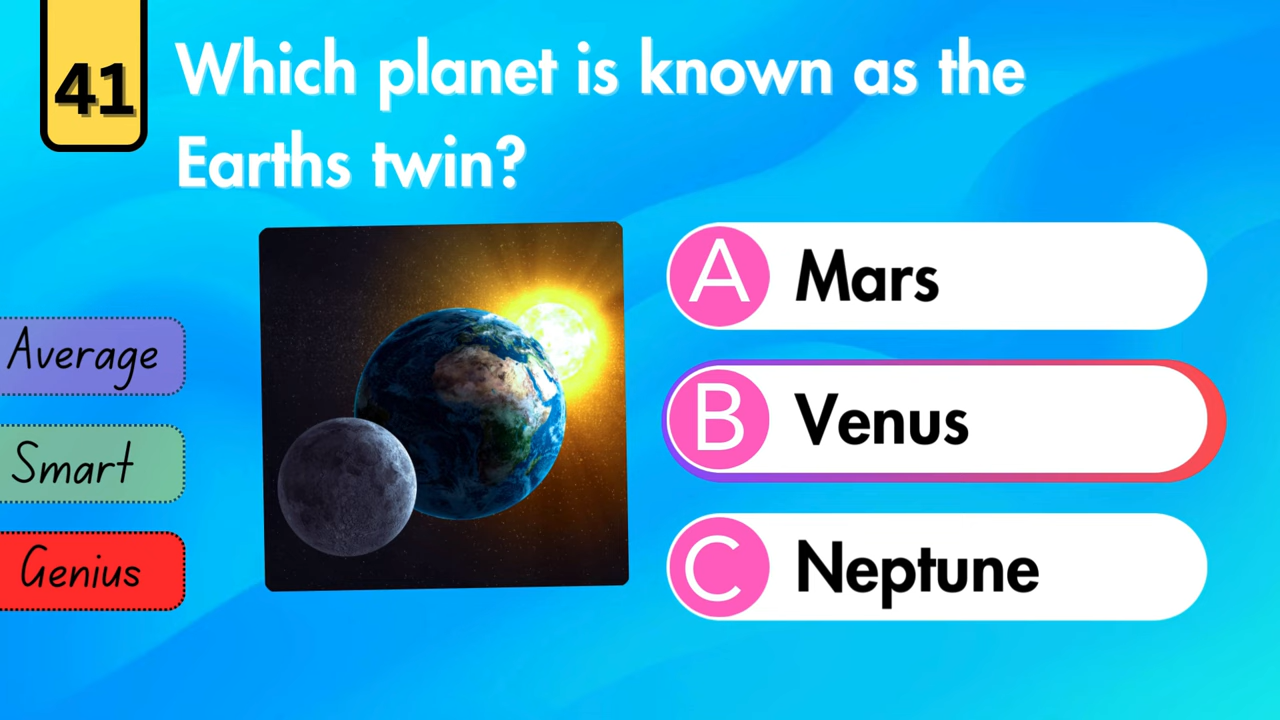 41
Which planet is known as the
Earths twin?
Average
Smart
Genius
A Mars
B Venus
C Neptune